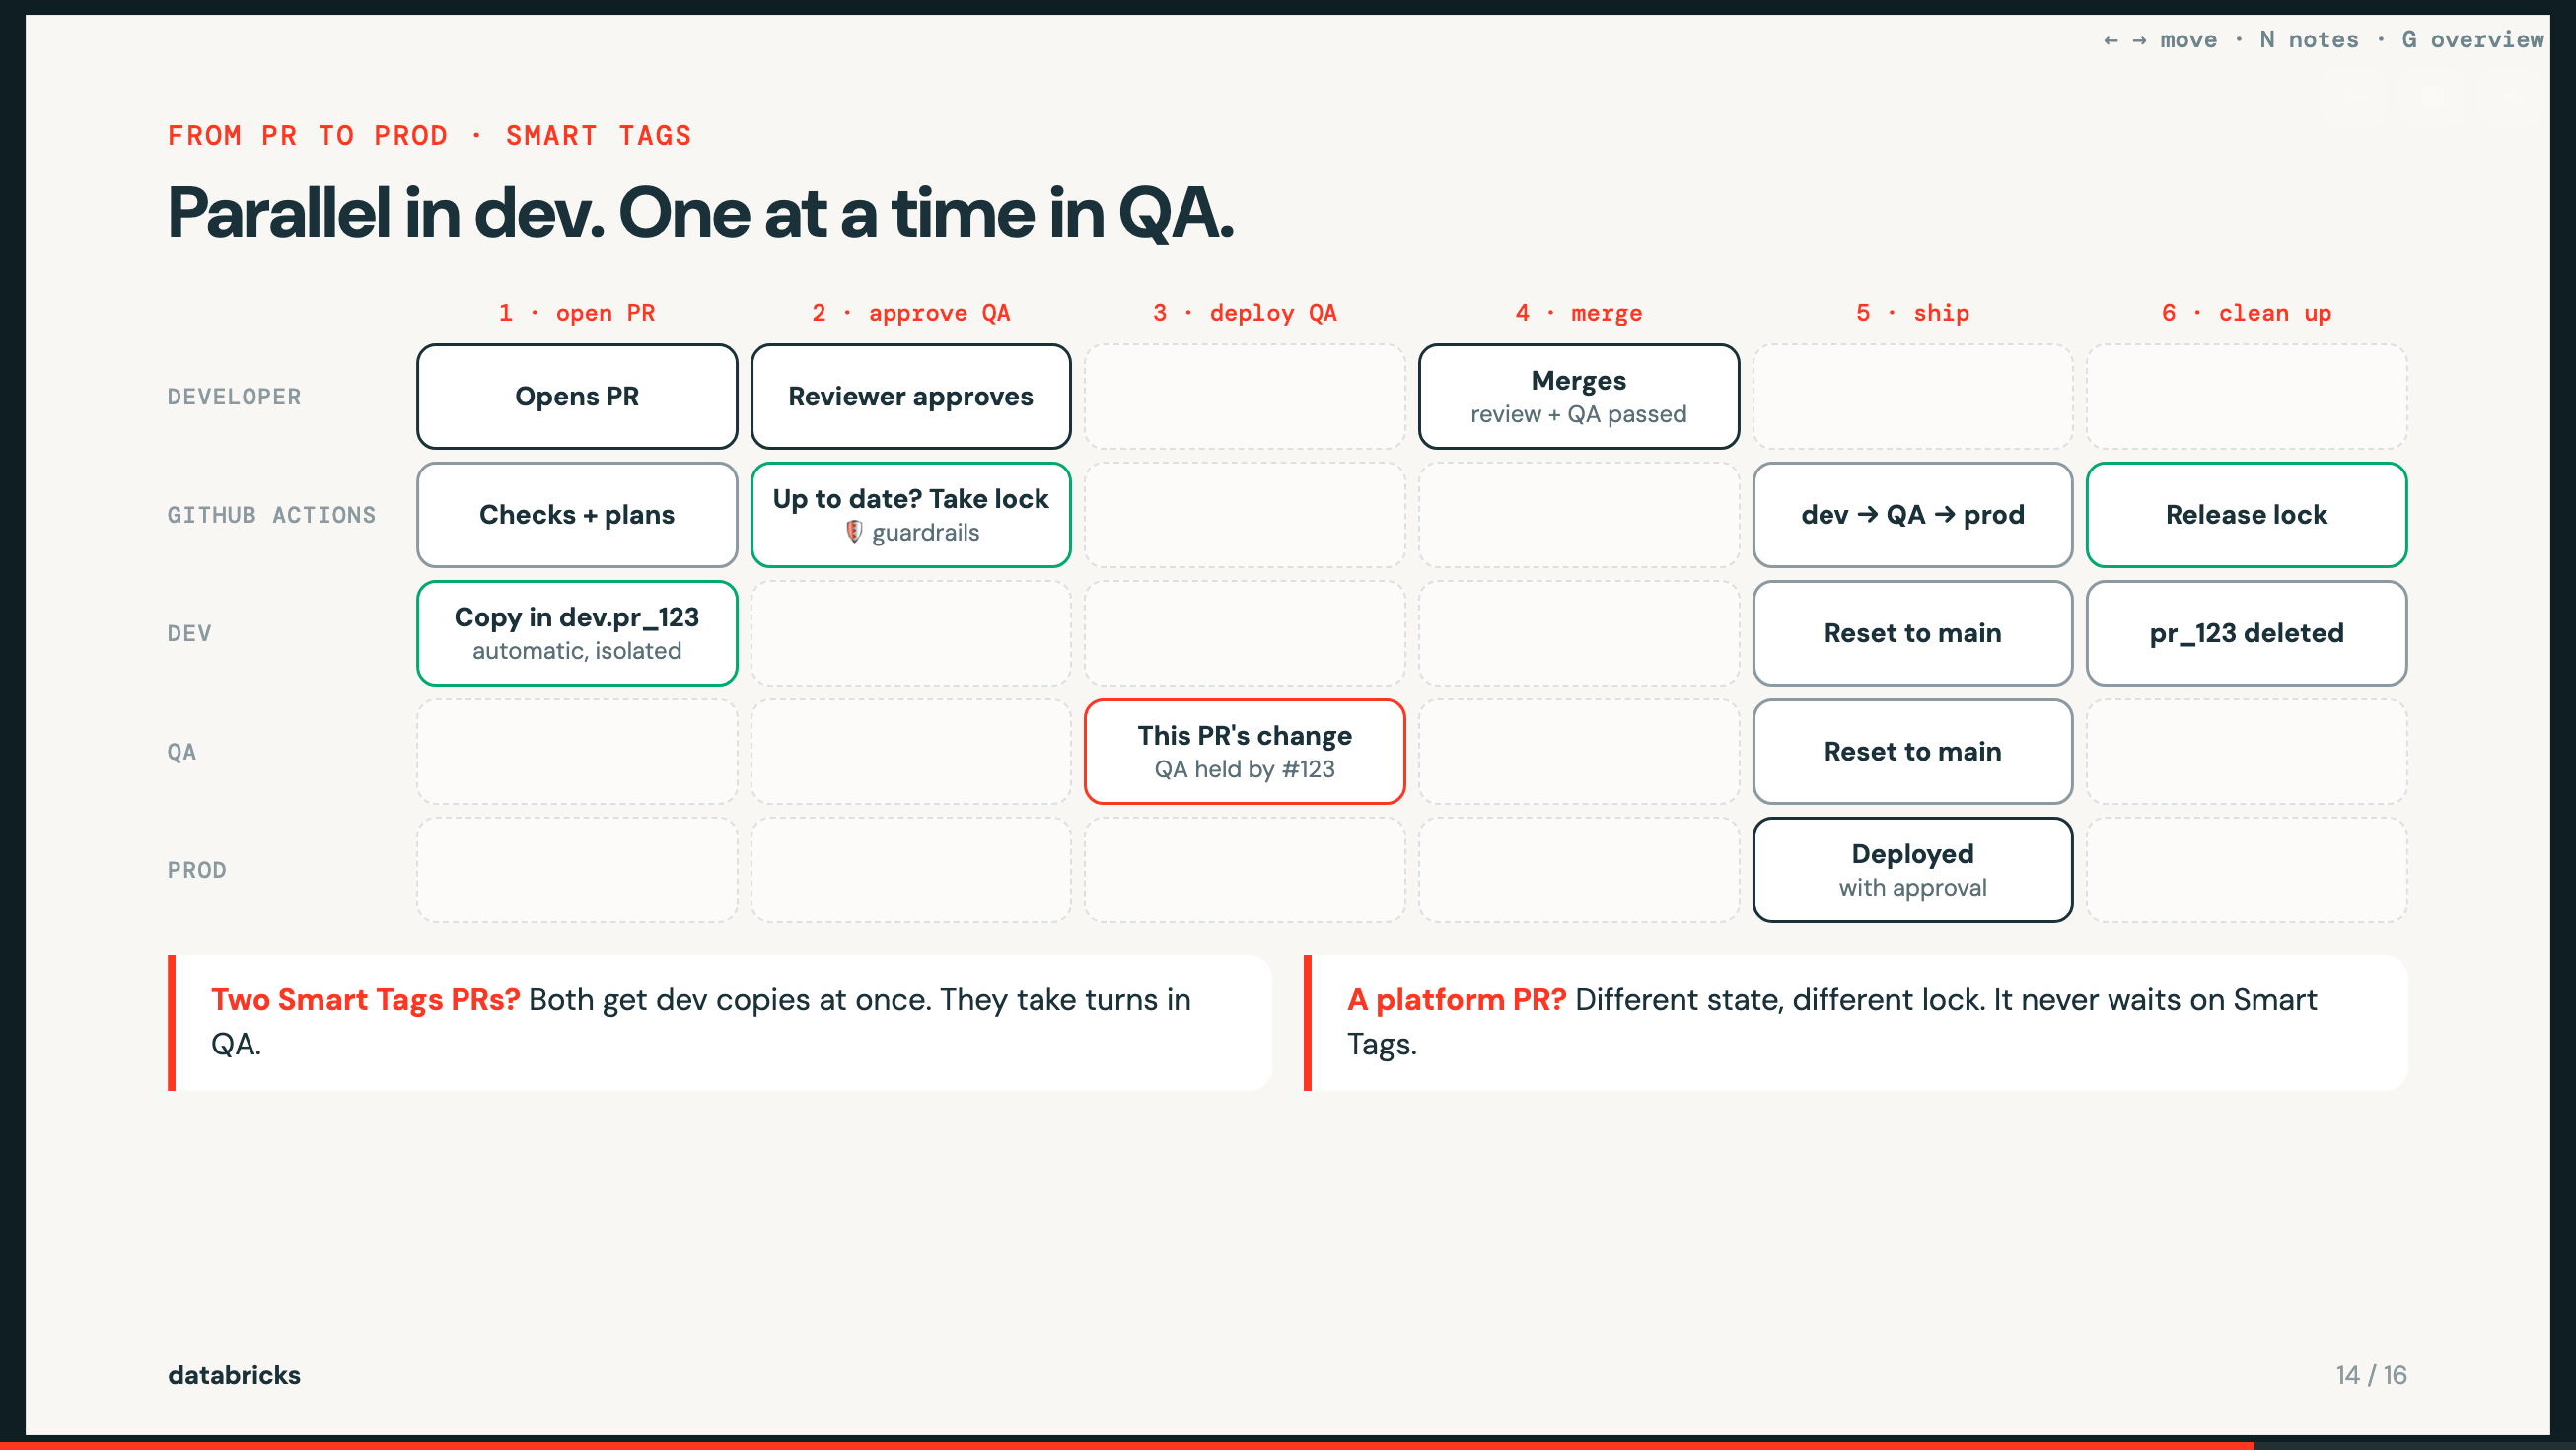 ← → move · N notes · G overview
FROM PR TO PROD · SMART TAGS
Parallel in dev. One at a time in QA.
1 · open PR
2 · approve QA
3 · deploy QA
4 · merge
5 · ship
6 · clean up
DEVELOPER
Opens PR
Reviewer approves
Merges
review + QA passed
GITHUB ACTIONS
Checks + plans
Up to date? Take lock
guardrails
dev → QA → prod
Release lock
DEV
Copy in dev.pr_123
automatic, isolated
Reset to main
pr_123 deleted
QA
This PR's change
QA held by #123
Reset to main
PROD
Deployed
with approval
Two Smart Tags PRs? Both get dev copies at once. They take turns in
QA.
A platform PR? Different state, different lock. It never waits on Smart
Tags.
databricks
14 / 16